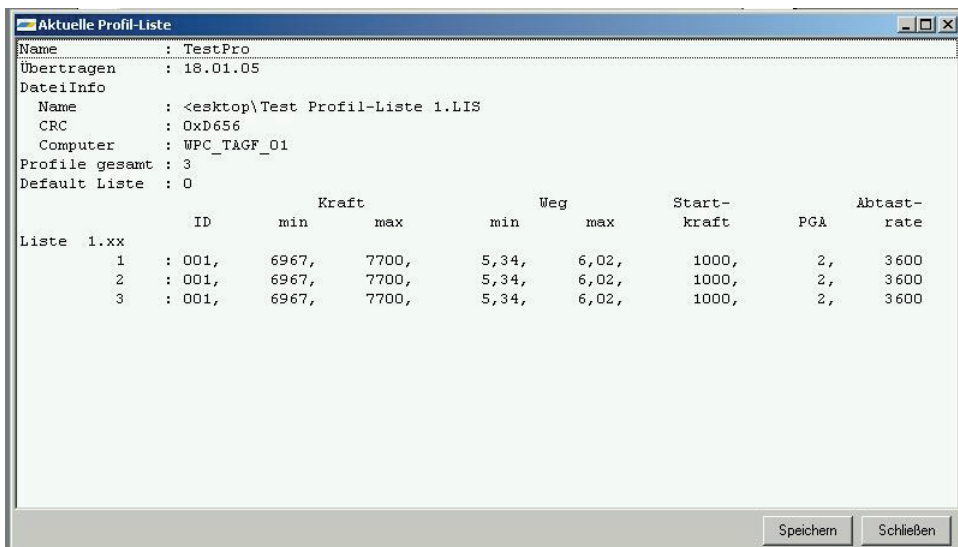 Aktuelle Profil-Liste
Name : TestPro
Übertragen : 18.01.05
DateiInfo
Name : <esktop\Test Profil-Liste 1.LIS
CRC : 0xD656
Computer : WPC_TAGF_01
Profile gesamt : 3
Default Liste : 0
Kraft Weg Start- Abtast-
ID min max min max kraft PGA rate
Liste 1.xx
1 : 001, 6967, 7700, 5,34, 6,02, 1000, 2, 3600
2 : 001, 6967, 7700, 5,34, 6,02, 1000, 2, 3600
3 : 001, 6967, 7700, 5,34, 6,02, 1000, 2, 3600
Speichern Schließen